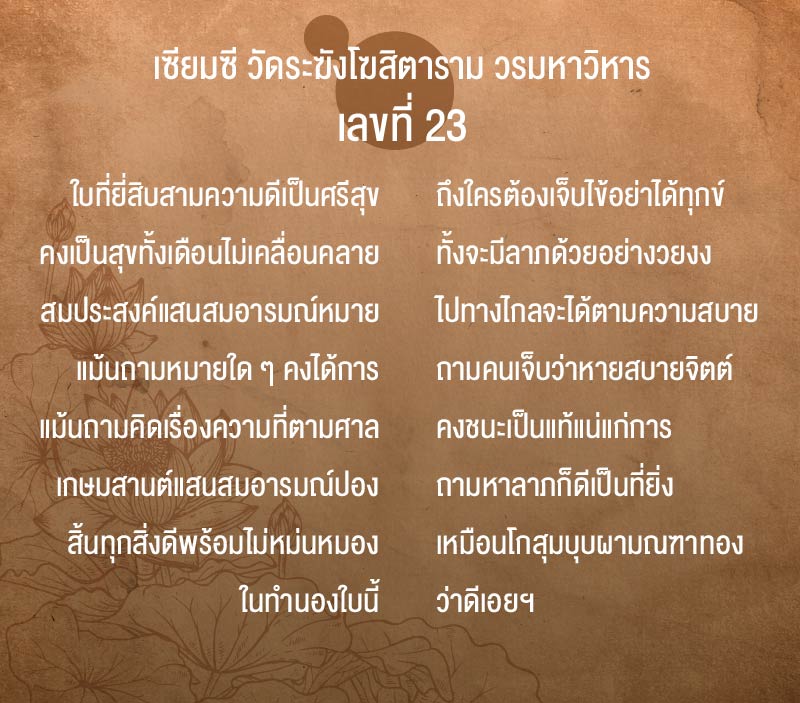 เซียมซี วัดระฆังโฆสิตาราม วรมหาวิหาร
เลขที่ 23
ใบที่ยี่สิบสามความดีเป็นศรีสุข ถึงใครต้องเจ็บไข้อย่าได้ทุกข์
คงเป็นสุขทั้งเดือนไม่เคลื่อนคลาย ทั้งจะมีลาภด้วยอย่างวยงง
สมประสงค์แสนสมอารมณ์หมาย ไปทางไกลจะได้ตามความสบาย
แม้นถามหมายใด ๆ คงได้การ ถามคนเจ็บว่าหายสบายจิตต์
แม้นถามคิดเรื่องความที่ตามศาล คงชนะเป็นแท้แน่แก่การ
เกษมสานต์แสนสมอารมณ์ปอง ถามหาลาภก็ดีเป็นที่ยิ่ง
สิ้นทุกสิ่งดีพร้อมไม่หม่นหมอง เหมือนโกสุมบุบผามณฑาทอง
ในทำนองใบนี้ ว่าดีเอยฯ